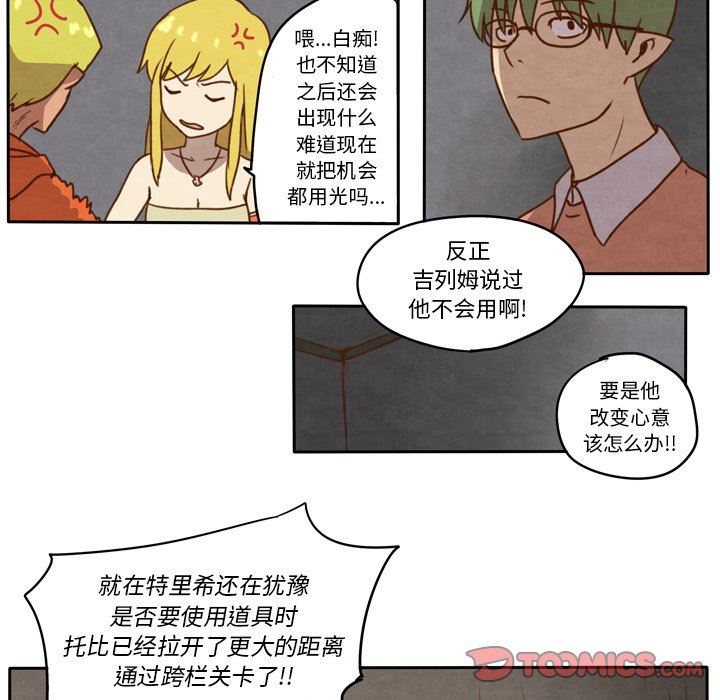 喂...白痴!
也不知道
之后还会
出现什么
难道现在
就把机会
都用光吗...
反正
吉列姆说过
他不会用啊!
要是他
改变心意
该怎么办!!
就在特里希还在犹豫
是否要使用道具时
托比已经拉开了更大的距离
通过跨栏关卡了!!
DTOOMICS.COM